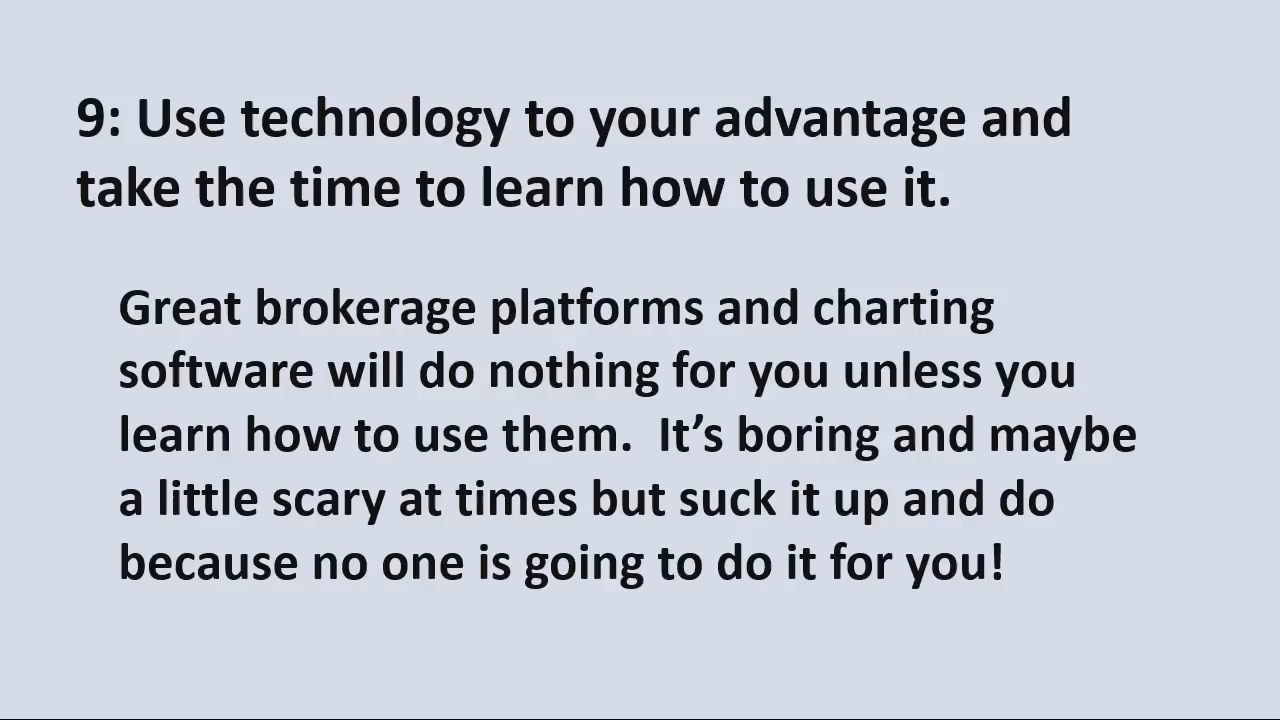 9: Use technology to your advantage and
take the time to learn how to use it.
Great brokerage platforms and charting
software will do nothing for you unless you
learn how to use them.  It’s boring and maybe
a little scary at times but suck it up and do
because no one is going to do it for you!